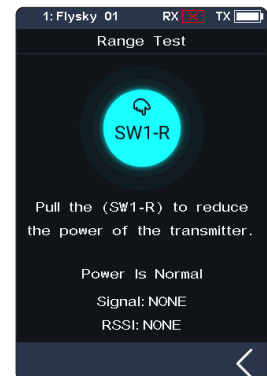 1: Flysky 01 RX TX
Range Test
SW1-R
Pull the (SW1-R) to reduce
the power of the transmitter.
Power Is Normal
Signal: NONE
RSSI: NONE